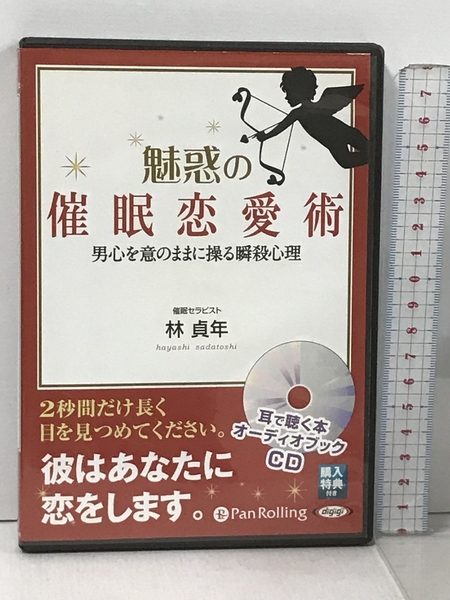 魅惑の
催眠恋愛術
男心を意のままに操る瞬殺心理
催眠セラピスト
林 貞年
hayashi sadatoshi
2秒間だけ長く
目を見つめてください。
彼はあなたに
恋をします。
耳で聴く本
オーディオブック
CD
購入
特典
付き
PanRolling
digigi